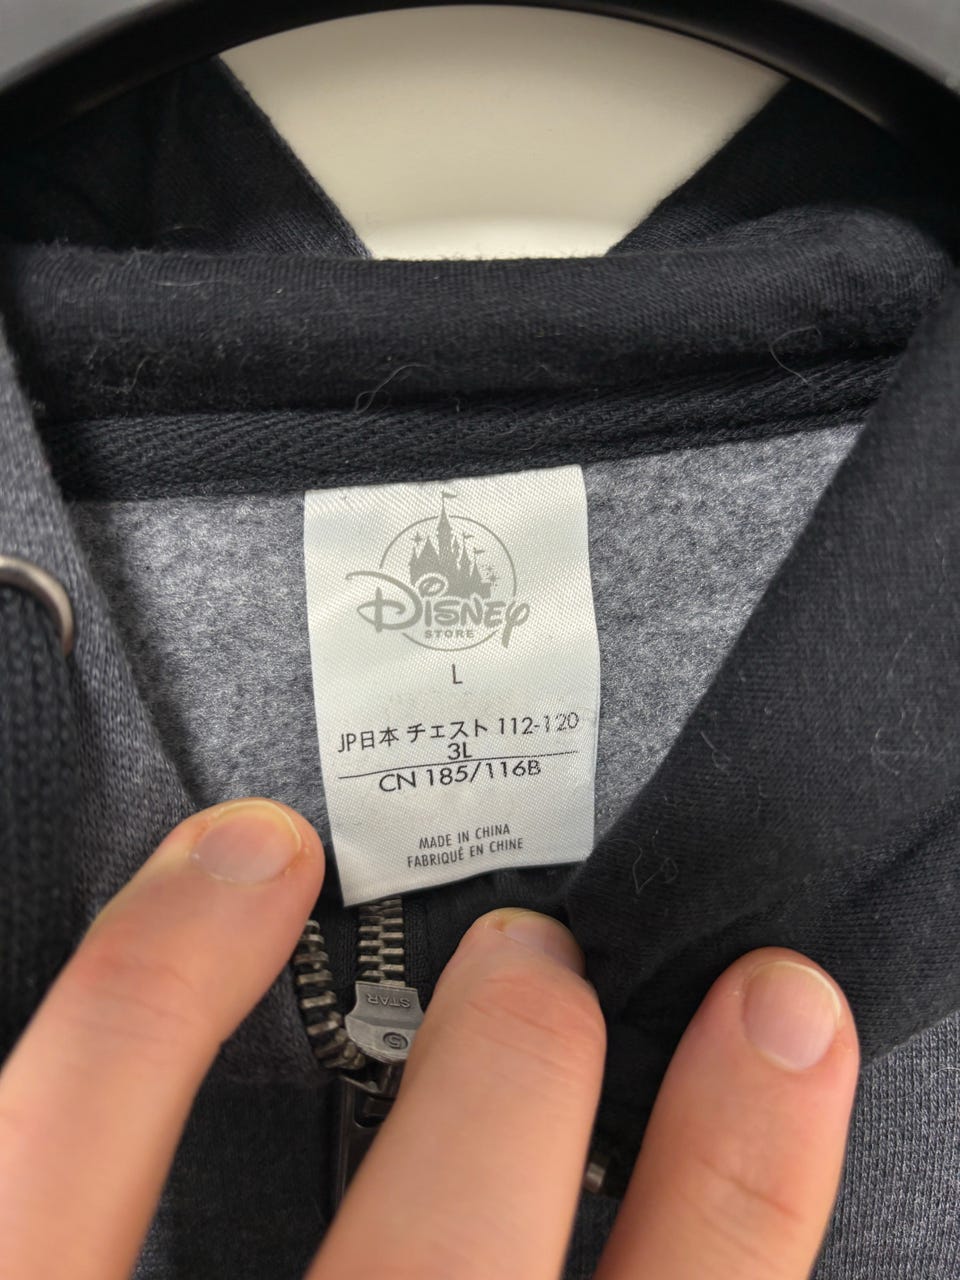 Disney
STORE
L
JP日本 チェスト 112-120
3L
CN 185/116B
MADE IN CHINA
FABRIQUÉ EN CHINE
STAR
5